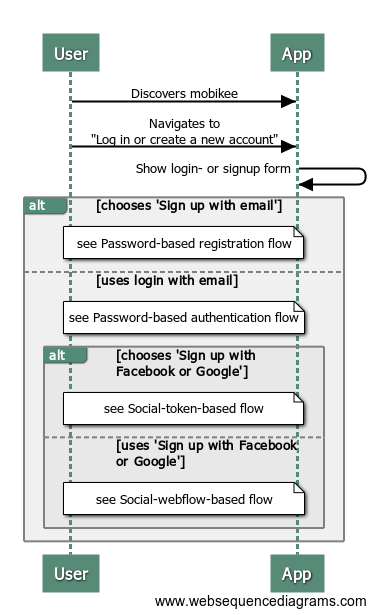 User App
Discovers mobikee
Navigates to
"Log in or create a new account"
Show login- or signup form
alt [chooses 'Sign up with email']
see Password-based registration flow
[uses login with email]
see Password-based authentication flow
alt [chooses 'Sign up with
Facebook or Google']
see Social-token-based flow
[uses 'Sign up with Facebook
or Google']
see Social-webflow-based flow
User App
www.websequencediagrams.com